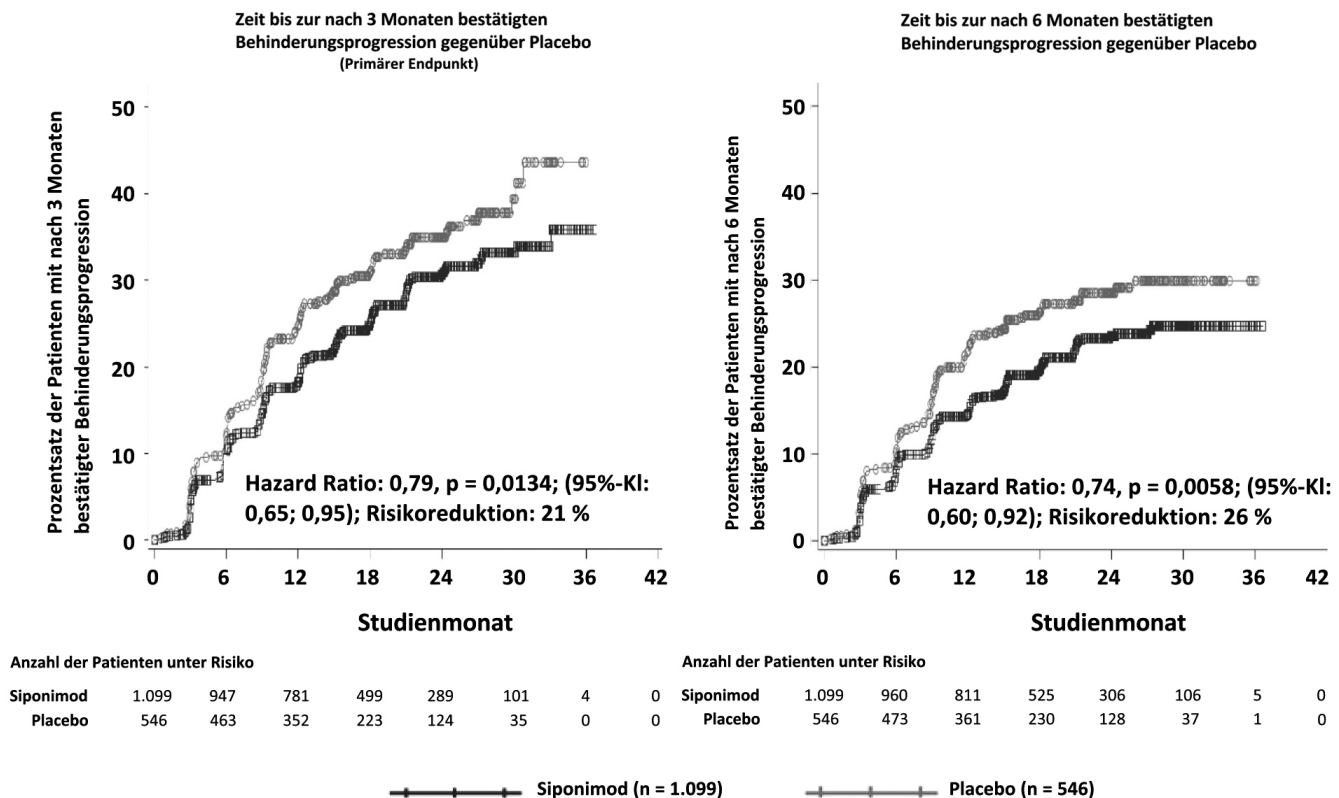 Zeit bis zur nach 3 Monaten bestätigten
Behinderungsprogression gegenüber Placebo
(Primärer Endpunkt)
Prozentsatz der Patienten mit nach 3 Monaten
bestätigter Behinderungsprogression
50
40
30
20
10
0
Hazard Ratio: 0,79, p = 0,0134; (95%-KI:
0,65; 0,95); Risikoreduktion: 21 %
0 6 12 18 24 30 36 42
Studienmonat
Anzahl der Patienten unter Risiko
Siponimod 1.099 947 781 499 289 101 4 0
Placebo 546 463 352 223 124 35 0 0
Zeit bis zur nach 6 Monaten bestätigten
Behinderungsprogression gegenüber Placebo
Prozentsatz der Patienten mit nach 6 Monaten
bestätigter Behinderungsprogression
50
40
30
20
10
0
Hazard Ratio: 0,74, p = 0,0058; (95%-KI:
0,60; 0,92); Risikoreduktion: 26 %
0 6 12 18 24 30 36 42
Studienmonat
Anzahl der Patienten unter Risiko
Siponimod 1.099 960 811 525 306 106 5 0
Placebo 546 473 361 230 128 37 1 0
Siponimod (n = 1.099)
Placebo (n = 546)